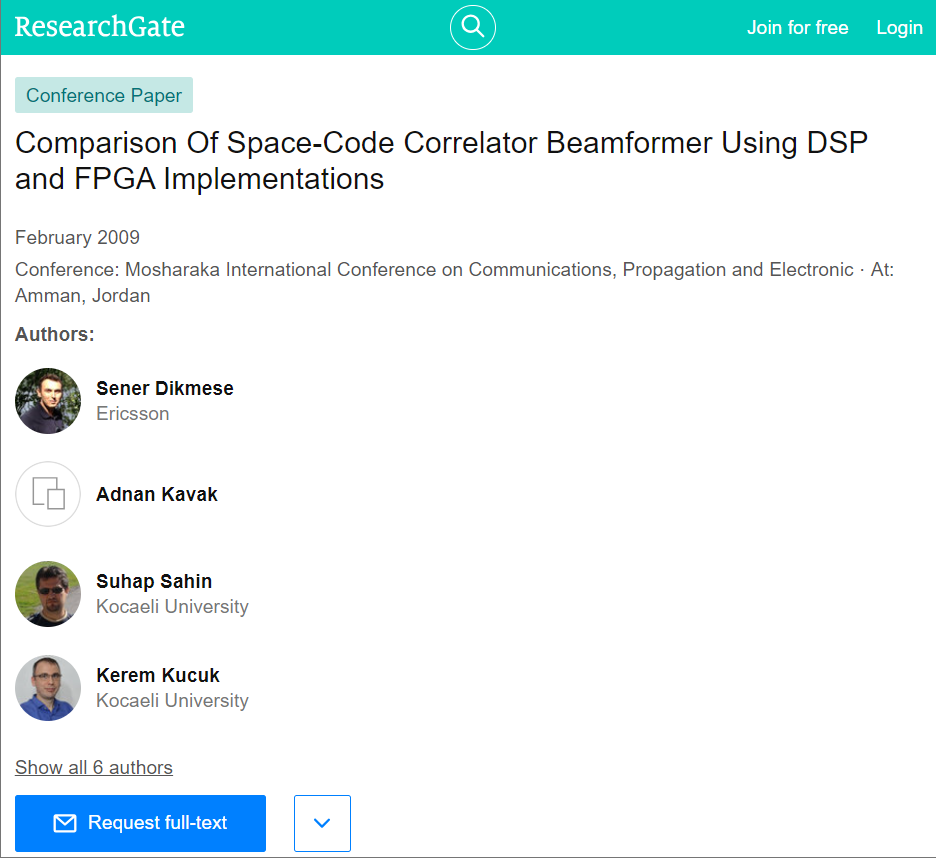 ResearchGate
Join for free
Login
Conference Paper
Comparison Of Space-Code Correlator Beamformer Using DSP
and FPGA Implementations
February 2009
Conference: Mosharaka International Conference on Communications, Propagation and Electronic · At:
Amman, Jordan
Authors:
Sener Dikmese
Ericsson
Adnan Kavak
Suhap Sahin
Kocaeli University
Kerem Kucuk
Kocaeli University
Show all 6 authors
Request full-text